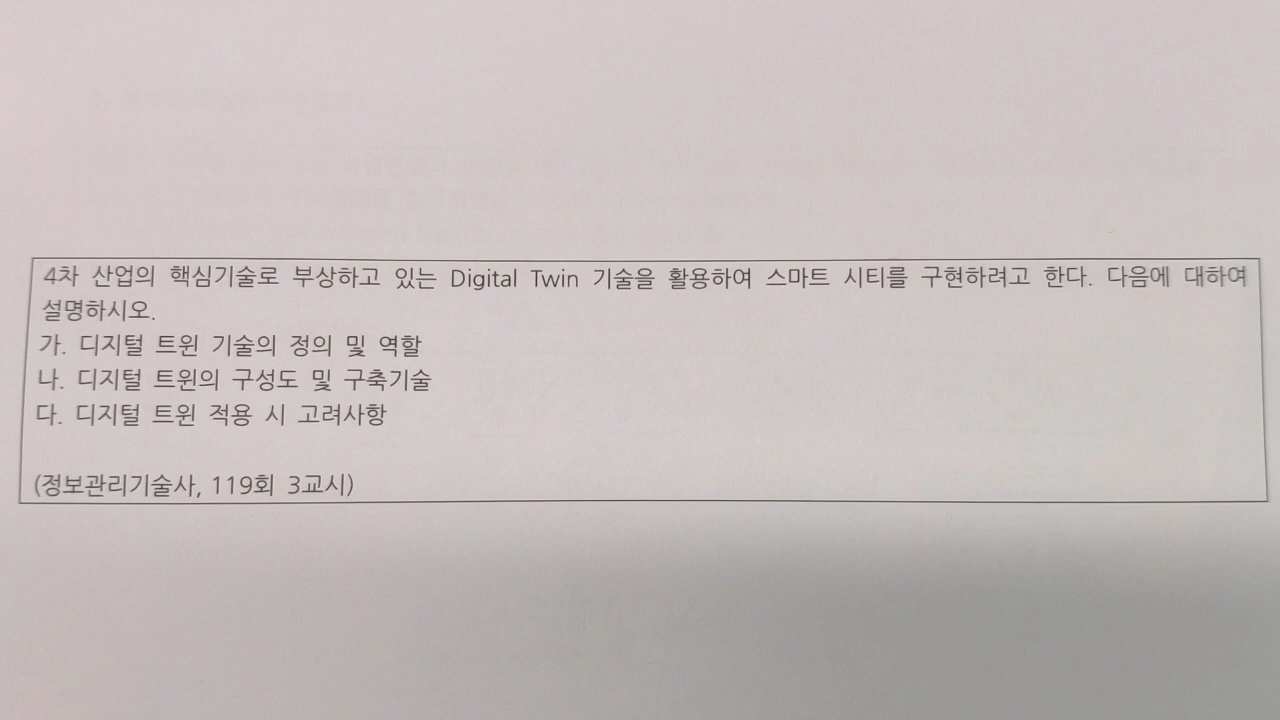 4차 산업의 핵심기술로 부상하고 있는 Digital Twin 기술을 활용하여 스마트 시티를 구현하려고 한다. 다음에 대하여
설명하시오.
가. 디지털 트윈 기술의 정의 및 역할
나. 디지털 트윈의 구성도 및 구축기술
다. 디지털 트윈 적용 시 고려사항
(정보관리기술사, 119회 3교시)